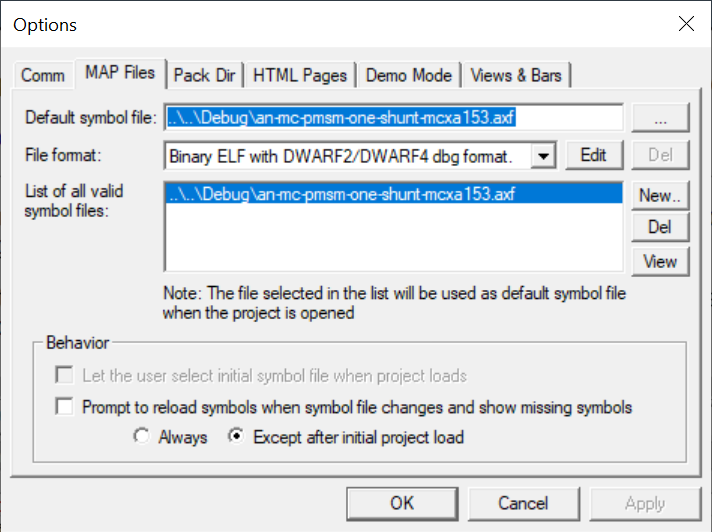 Options
Comm MAP Files Pack Dir HTML Pages Demo Mode Views & Bars
Default symbol file: ..\..\Debug\an-mc-pmsm-one-shunt-mcxa153.axf ...
File format: Binary ELF with DWARF2/DWARF4 dbg format. Edit Del
List of all valid
symbol files:
..\..\Debug\an-mc-pmsm-one-shunt-mcxa153.axf
New..
Del
View
Note: The file selected in the list will be used as default symbol file
when the project is opened
Behavior
Let the user select initial symbol file when project loads
Prompt to reload symbols when symbol file changes and show missing symbols
Always Except after initial project load
OK Cancel Apply